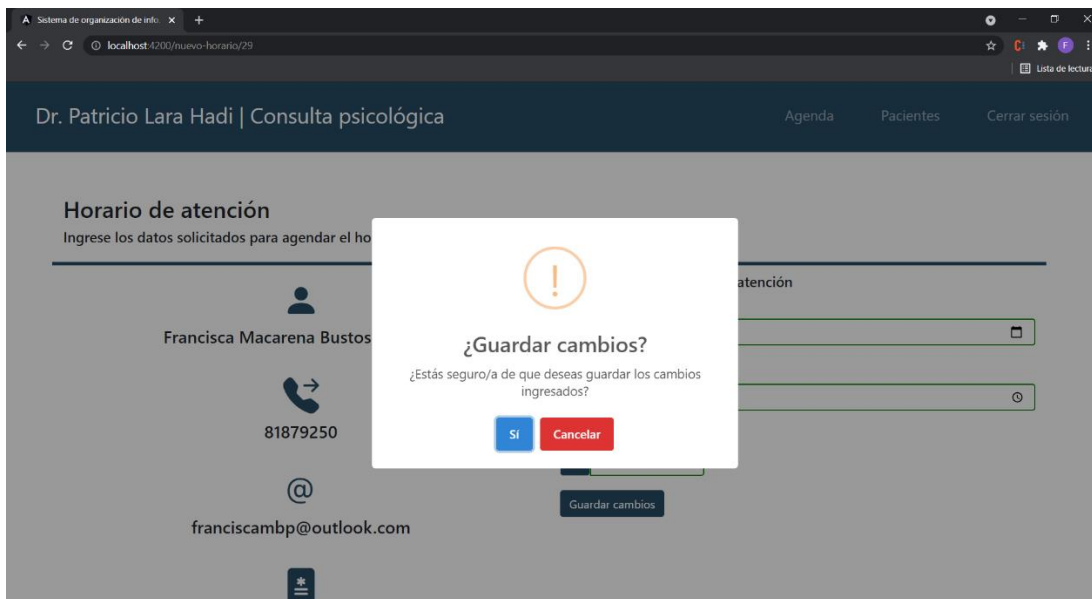 Sistema de organización de info.
localhost:4200/nuevo-horario/29
Lista de lectura
Dr. Patricio Lara Hadi | Consulta psicológica
Agenda
Pacientes
Cerrar sesión
Horario de atención
Ingrese los datos solicitados para agendar el ho
atención
Francisca Macarena Bustos
81879250
@
franciscambp@outlook.com
¿Guardar cambios?
¿Estás seguro/a de que deseas guardar los cambios
ingresados?
Sí
Cancelar
Guardar cambios